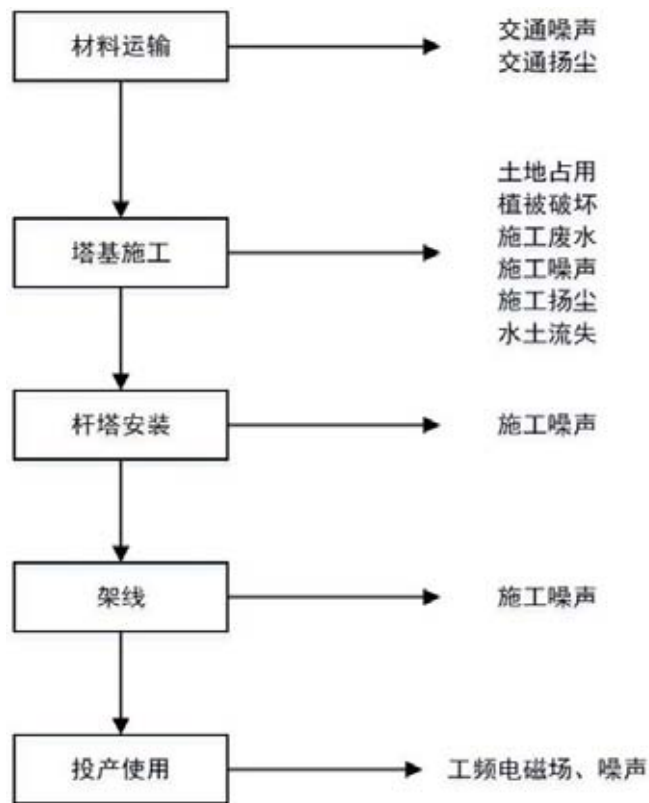 材料运输
交通噪声
交通扬尘
土地占用
植被破坏
塔基施工
施工废水
施工噪声
施工扬尘
水土流失
杆塔安装
施工噪声
架线
施工噪声
投产使用
工频电磁场、噪声